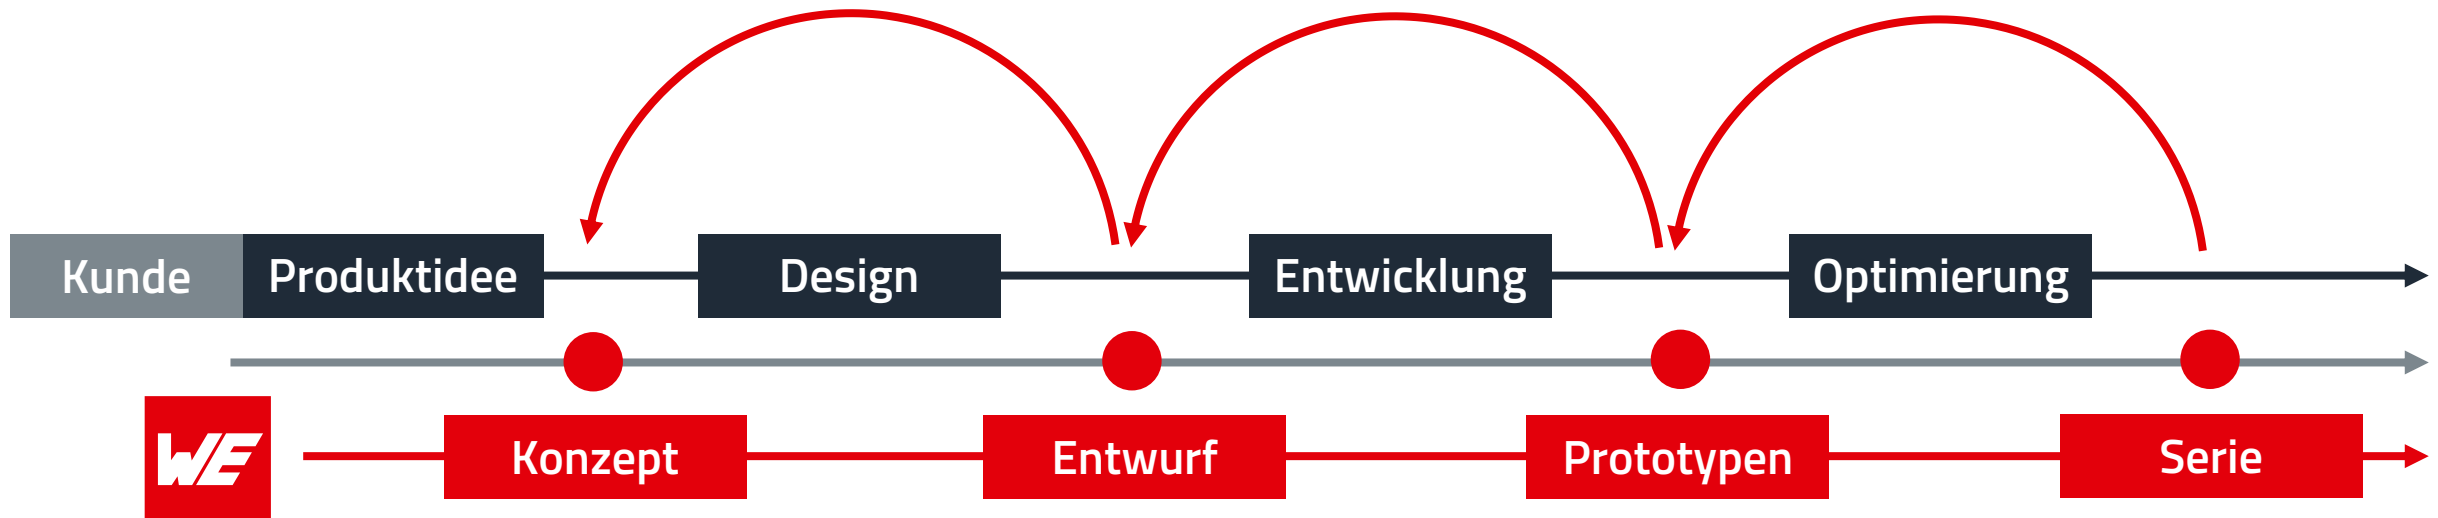 Kunde Produktidee Design Entwicklung Optimierung
WE
Konzept Entwurf Prototypen Serie